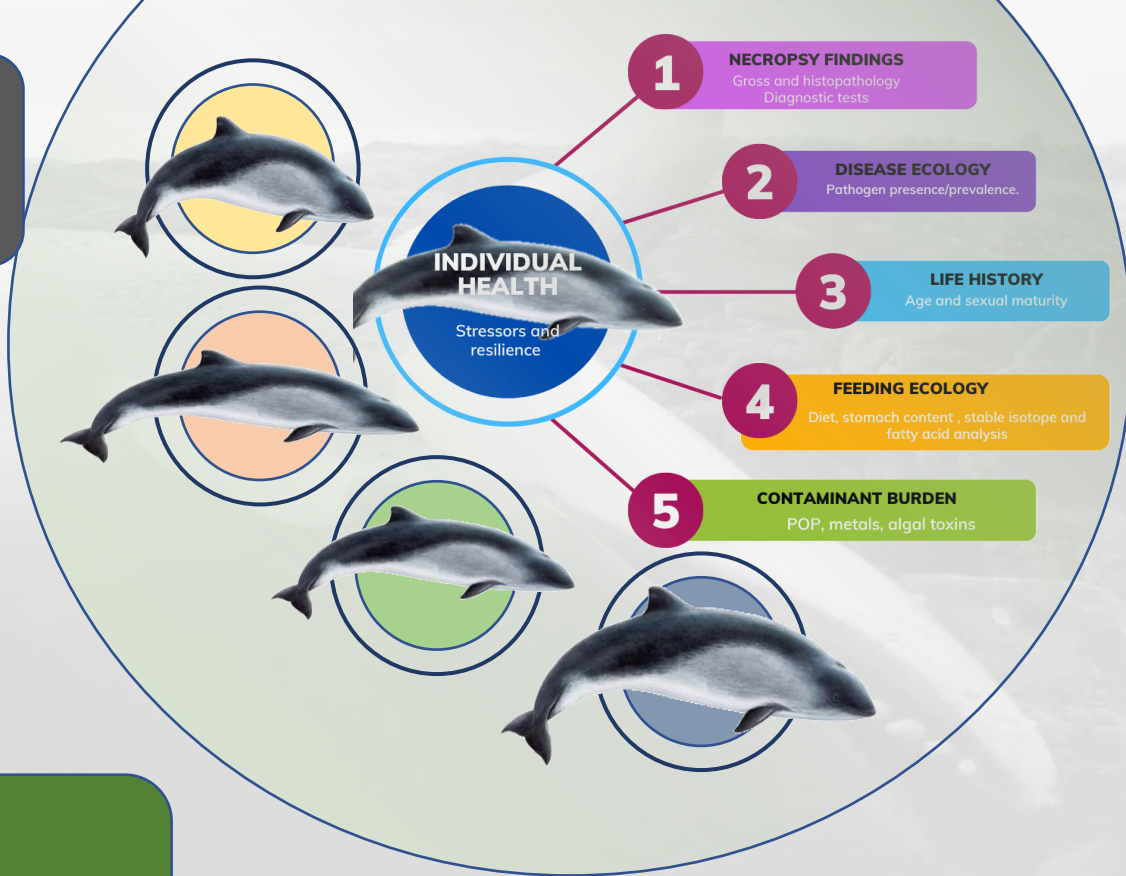 1
NECROPSY FINDINGS
Gross and histopathology
Diagnostic tests
2
DISEASE ECOLOGY
Pathogen presence/prevalence.
INDIVIDUAL
HEALTH
Stressors and
resilience
3
LIFE HISTORY
Age and sexual maturity
4
FEEDING ECOLOGY
Diet, stomach content , stable isotope and
fatty acid analysis
5
CONTAMINANT BURDEN
POP, metals, algal toxins